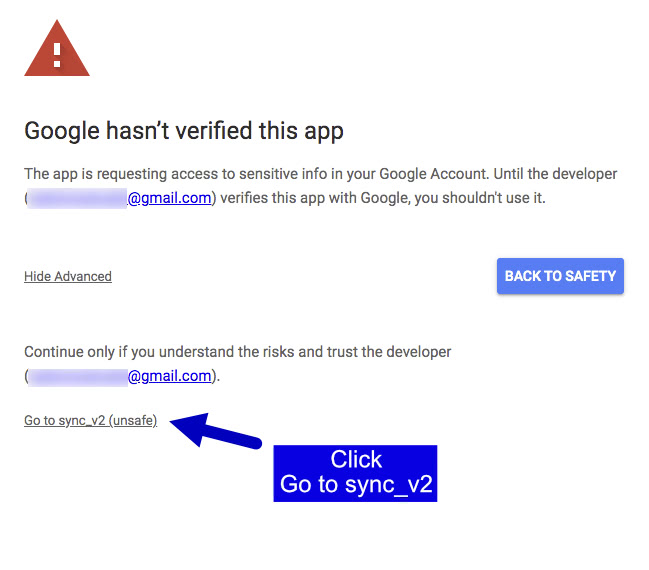 Google hasn't verified this app
The app is requesting access to sensitive info in your Google Account. Until the developer
(@gmail.com) verifies this app with Google, you shouldn't use it.
Hide Advanced
BACK TO SAFETY
Continue only if you understand the risks and trust the developer
(@gmail.com).
Go to sync_v2 (unsafe)
Click
Go to sync_v2